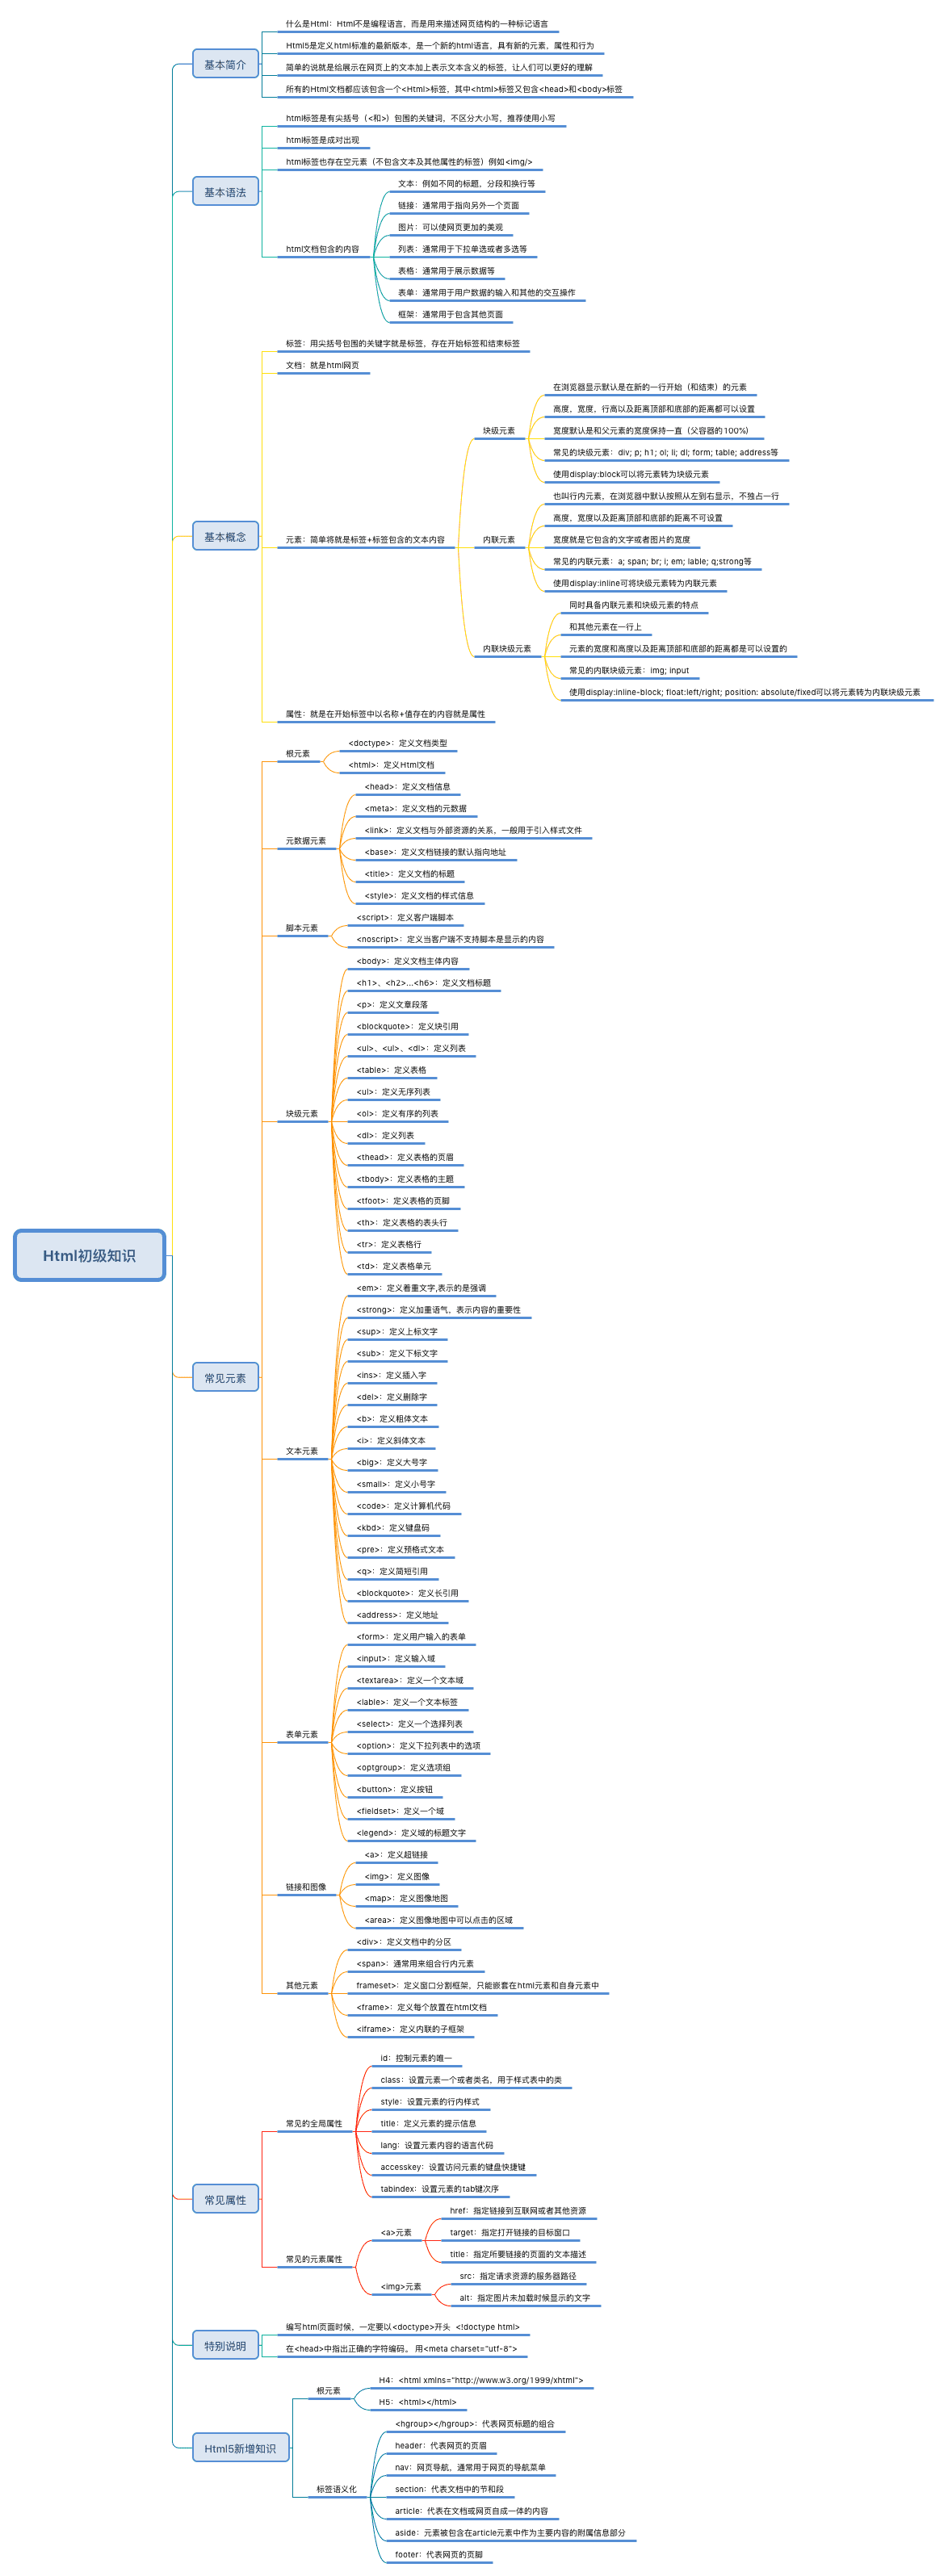 Html初级知识
基本简介
什么是Html：Html不是编程语言，而是用来描述网页结构的一种标记语言
Html5是定义html标准的最新版本，是一个新的html语言，具有新的元素，属性和行为
简单的说就是给展示在网页上的文本加上表示文本含义的标签，让人们可以更好的理解
所有的Html文档都应该包含一个<Html>标签，其中<html>标签又包含<head>和<body>标签
基本语法
html标签是有尖括号（<和>）包围的关键词，不区分大小写，推荐使用小写
html标签是成对出现
html标签也存在空元素（不包含文本及其他属性的标签）例如<img/>
html文档包含的内容
文本：例如不同的标题，分段和换行等
链接：通常用于指向另外一个页面
图片：可以使网页更加的美观
列表：通常用于下拉单选或者多选等
表格：通常用于展示数据等
表单：通常用于用户数据的输入和其他的交互操作
框架：通常用于包含其他页面
基本概念
标签：用尖括号包围的关键字就是标签，存在开始标签和结束标签
文档：就是html网页
元素：简单将就是标签+标签包含的文本内容
块级元素
在浏览器显示默认是在新的一行开始（和结束）的元素
高度，宽度，行高以及距离顶部和底部的距离都可以设置
宽度默认是和父元素的宽度保持一直（父容器的100%）
常见的块级元素：div; p; h1; ol; li; dl; form; table; address等
使用display:block可以将元素转为块级元素
内联元素
也叫行内元素，在浏览器中默认按照从左到右显示，不独占一行
高度，宽度以及距离顶部和底部的距离不可设置
宽度就是它包含的文字或者图片的宽度
常见的内联元素：a; span; br; i; em; lable; q;strong等
使用display:inline可将块级元素转为内联元素
内联块级元素
同时具备内联元素和块级元素的特点
和其他元素在一行上
元素的宽度和高度以及距离顶部和底部的距离都是可以设置的
常见的内联块级元素：img; input
使用display:inline-block; float:left/right; position: absolute/fixed可以将元素转为内联块级元素
属性：就是在开始标签中以名称+值存在的内容就是属性
常见元素
根元素
<doctype>：定义文档类型
<html>：定义Html文档
元数据元素
<head>：定义文档信息
<meta>：定义文档的元数据
<link>：定义文档与外部资源的关系，一般用于引入样式文件
<base>：定义文档链接的默认指向地址
<title>：定义文档的标题
<style>：定义文档的样式信息
脚本元素
<script>：定义客户端脚本
<noscript>：定义当客户端不支持脚本是显示的内容
块级元素
<body>：定义文档主体内容
<h1>、<h2>...<h6>：定义文档标题
<p>：定义文章段落
<blockquote>：定义块引用
<ul>、<ul>、<dl>：定义列表
<table>：定义表格
<ul>：定义无序列表
<ol>：定义有序的列表
<dl>：定义列表
<thead>：定义表格的页眉
<tbody>：定义表格的主题
<tfoot>：定义表格的页脚
<th>：定义表格的表头行
<tr>：定义表格行
<td>：定义表格单元
文本元素
<em>：定义着重文字,表示的是强调
<strong>：定义加重语气，表示内容的重要性
<sup>：定义上标文字
<sub>：定义下标文字
<ins>：定义插入字
<del>：定义删除字
<b>：定义粗体文本
<i>：定义斜体文本
<big>：定义大号字
<small>：定义小号字
<code>：定义计算机代码
<kbd>：定义键盘码
<pre>：定义预格式文本
<q>：定义简短引用
<blockquote>：定义长引用
<address>：定义地址
表单元素
<form>：定义用户输入的表单
<input>：定义输入域
<textarea>：定义一个文本域
<lable>：定义一个文本标签
<select>：定义一个选择列表
<option>：定义下拉列表中的选项
<optgroup>：定义选项组
<button>：定义按钮
<fieldset>：定义一个域
<legend>：定义域的标题文字
链接和图像
<a>：定义超链接
<img>：定义图像
<map>：定义图像地图
<area>：定义图像地图中可以点击的区域
其他元素
<div>：定义文档中的分区
<span>：通常用来组合行内元素
frameset>：定义窗口分割框架，只能嵌套在html元素和自身元素中
<frame>：定义每个放置在html文档
<iframe>：定义内联的子框架
常见属性
常见的全局属性
id：控制元素的唯一
class：设置元素一个或者类名，用于样式表中的类
style：设置元素的行内样式
title：定义元素的提示信息
lang：设置元素内容的语言代码
accesskey：设置访问元素的键盘快捷键
tabindex：设置元素的tab键次序
常见的元素属性
<a>元素
href：指定链接到互联网或者其他资源
target：指定打开链接的目标窗口
title：指定所要链接的页面的文本描述
<img>元素
src：指定请求资源的服务器路径
alt：指定图片未加载时候显示的文字
特别说明
编写html页面时候，一定要以<doctype>开头 <!doctype html>
在<head>中指出正确的字符编码。 用<meta charset="utf-8">
Html5新增知识
根元素
H4：<html xmlns="http://www.w3.org/1999/xhtml">
H5：<html></html>
标签语义化
<hgroup></hgroup>：代表网页标题的组合
header：代表网页的页眉
nav：网页导航，通常用于网页的导航菜单
section：代表文档中的节和段
article：代表在文档或网页自成一体的内容
aside：元素被包含在article元素中作为主要内容的附属信息部分
footer：代表网页的页脚